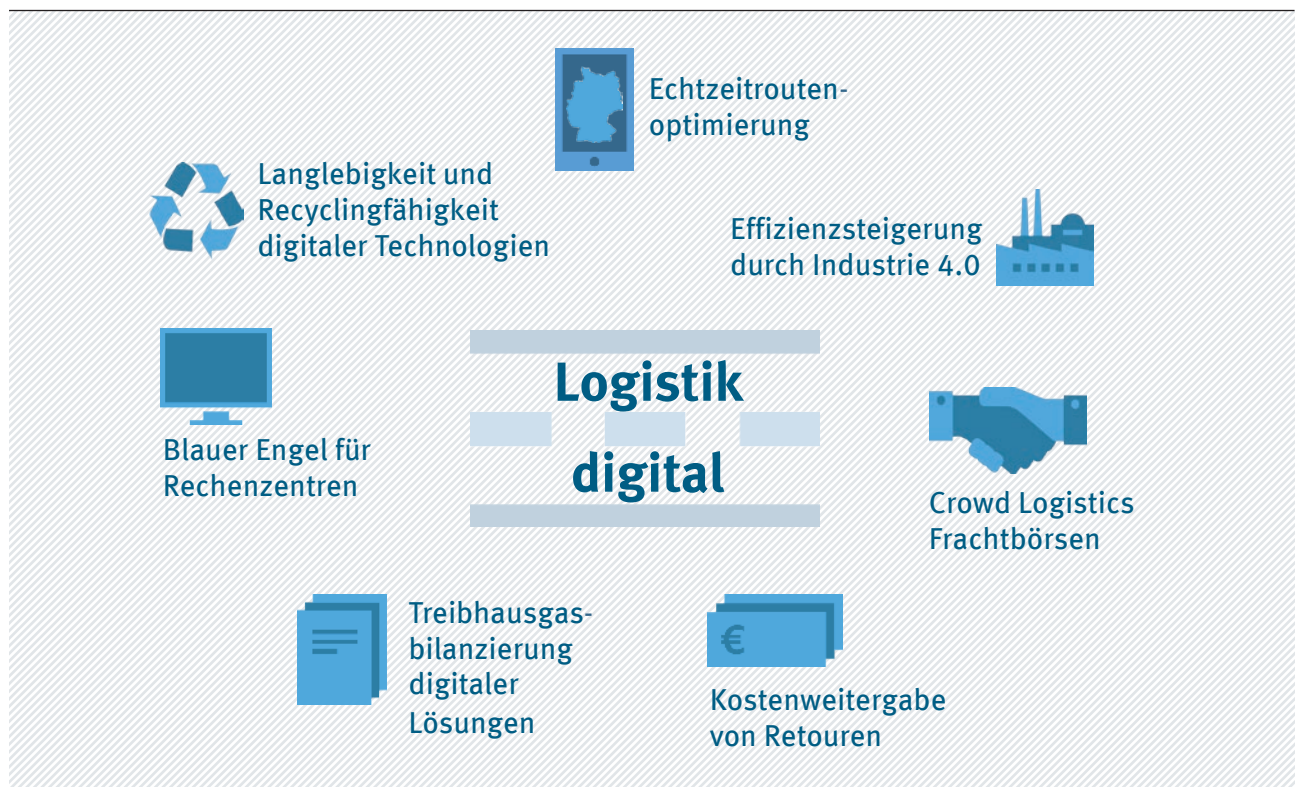 Echtzeitrouten-
optimierung
Langlebigkeit und
Recyclingfähigkeit
digitaler Technologien
Effizienzsteigerung
durch Industrie 4.0
Logistik
digital
Blauer Engel für
Rechenzentren
Crowd Logistics
Frachtbörsen
Treibhausgas-
bilanzierung
digitaler
Lösungen
€
Kostenweitergabe
von Retouren